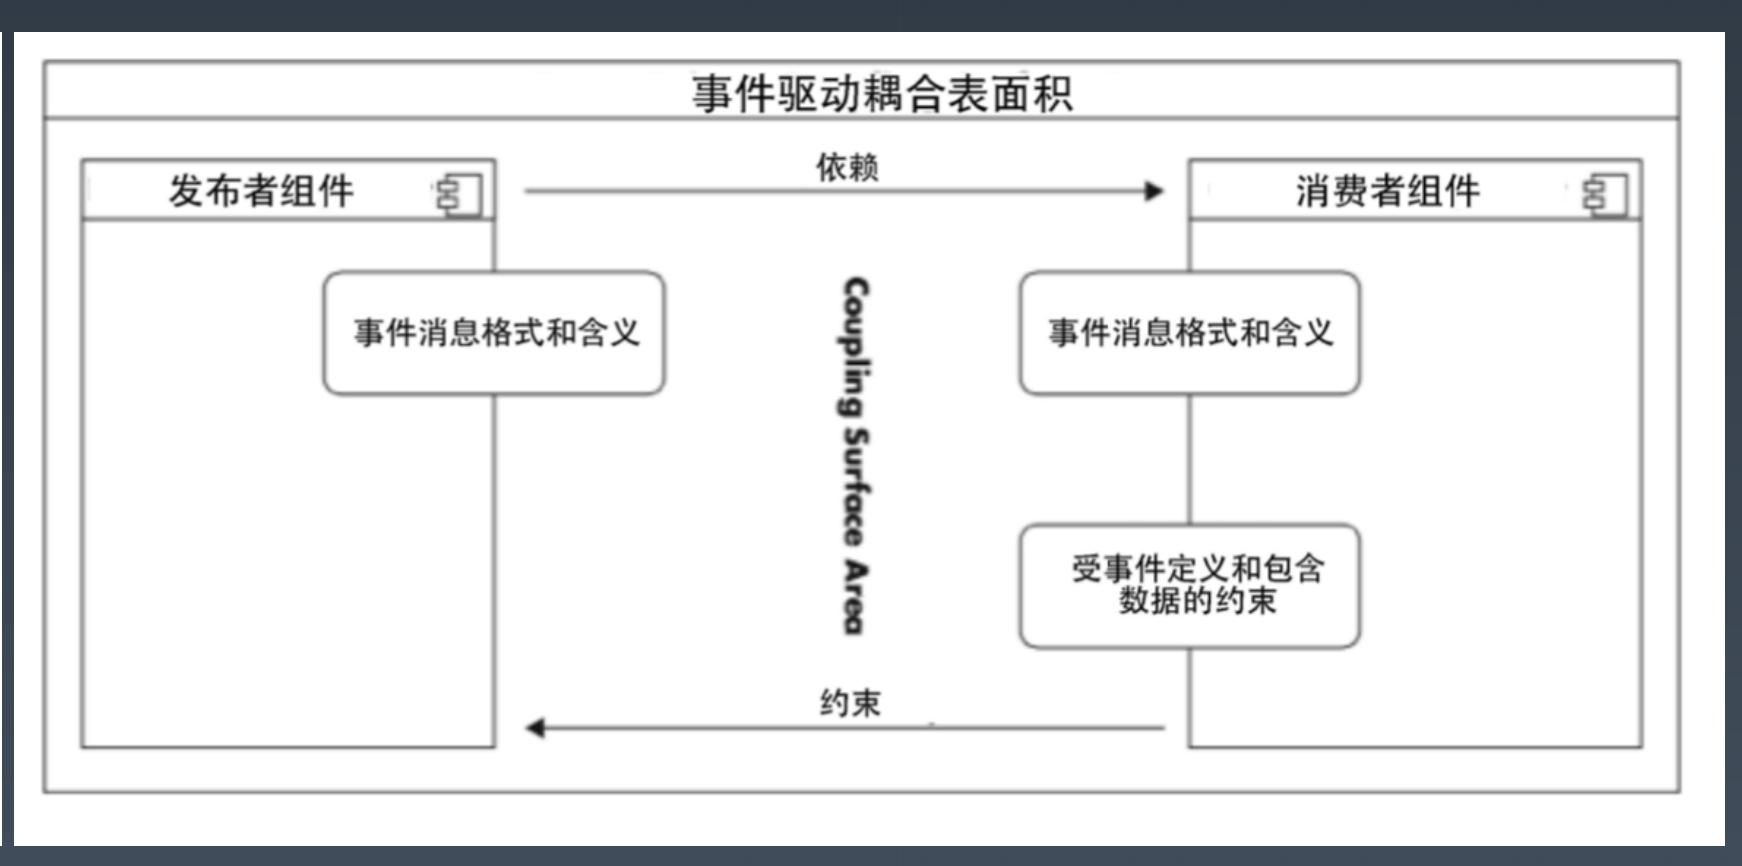 事件驱动耦合表面积
发布者组件
依赖
消费者组件
事件消息格式和含义
Coupling Surface Area
事件消息格式和含义
受事件定义和包含
数据的约束
约束